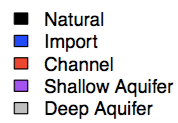 Natural
Import
Channel
Shallow Aquifer
Deep Aquifer